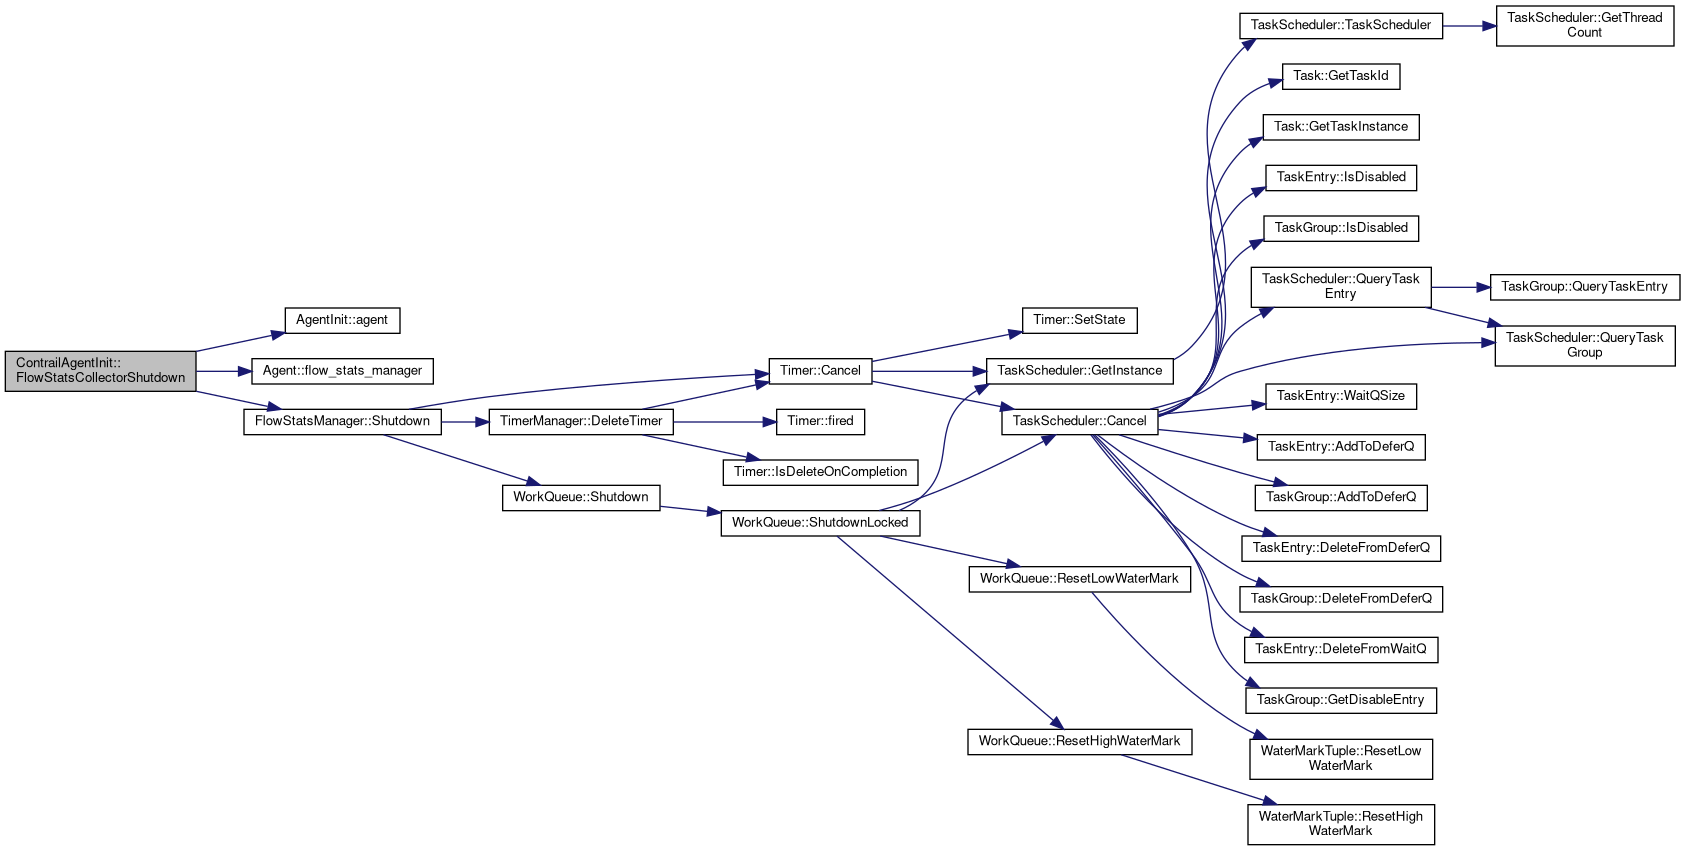 TaskScheduler::TaskScheduler
TaskScheduler::GetThread
Count
Task::GetTaskId
Task::GetTaskInstance
TaskEntry::IsDisabled
TaskGroup::IsDisabled
TaskScheduler::QueryTask
Entry
TaskGroup::QueryTaskEntry
AgentInit::agent
Timer::SetState
TaskScheduler::QueryTask
Group
ContrailAgentInit::
FlowStatsCollectorShutdown
Agent::flow_stats_manager
Timer::Cancel
TaskScheduler::GetInstance
TaskEntry::WaitQSize
FlowStatsManager::Shutdown
TimerManager::DeleteTimer
Timer::fired
TaskScheduler::Cancel
TaskEntry::AddToDeferQ
Timer::IsDeleteOnCompletion
WorkQueue::Shutdown
TaskGroup::AddToDeferQ
WorkQueue::ShutdownLocked
TaskEntry::DeleteFromDeferQ
WorkQueue::ResetLowWaterMark
TaskGroup::DeleteFromDeferQ
TaskEntry::DeleteFromWaitQ
TaskGroup::GetDisableEntry
WorkQueue::ResetHighWaterMark
WaterMarkTuple::ResetLow
WaterMark
WaterMarkTuple::ResetHigh
WaterMark